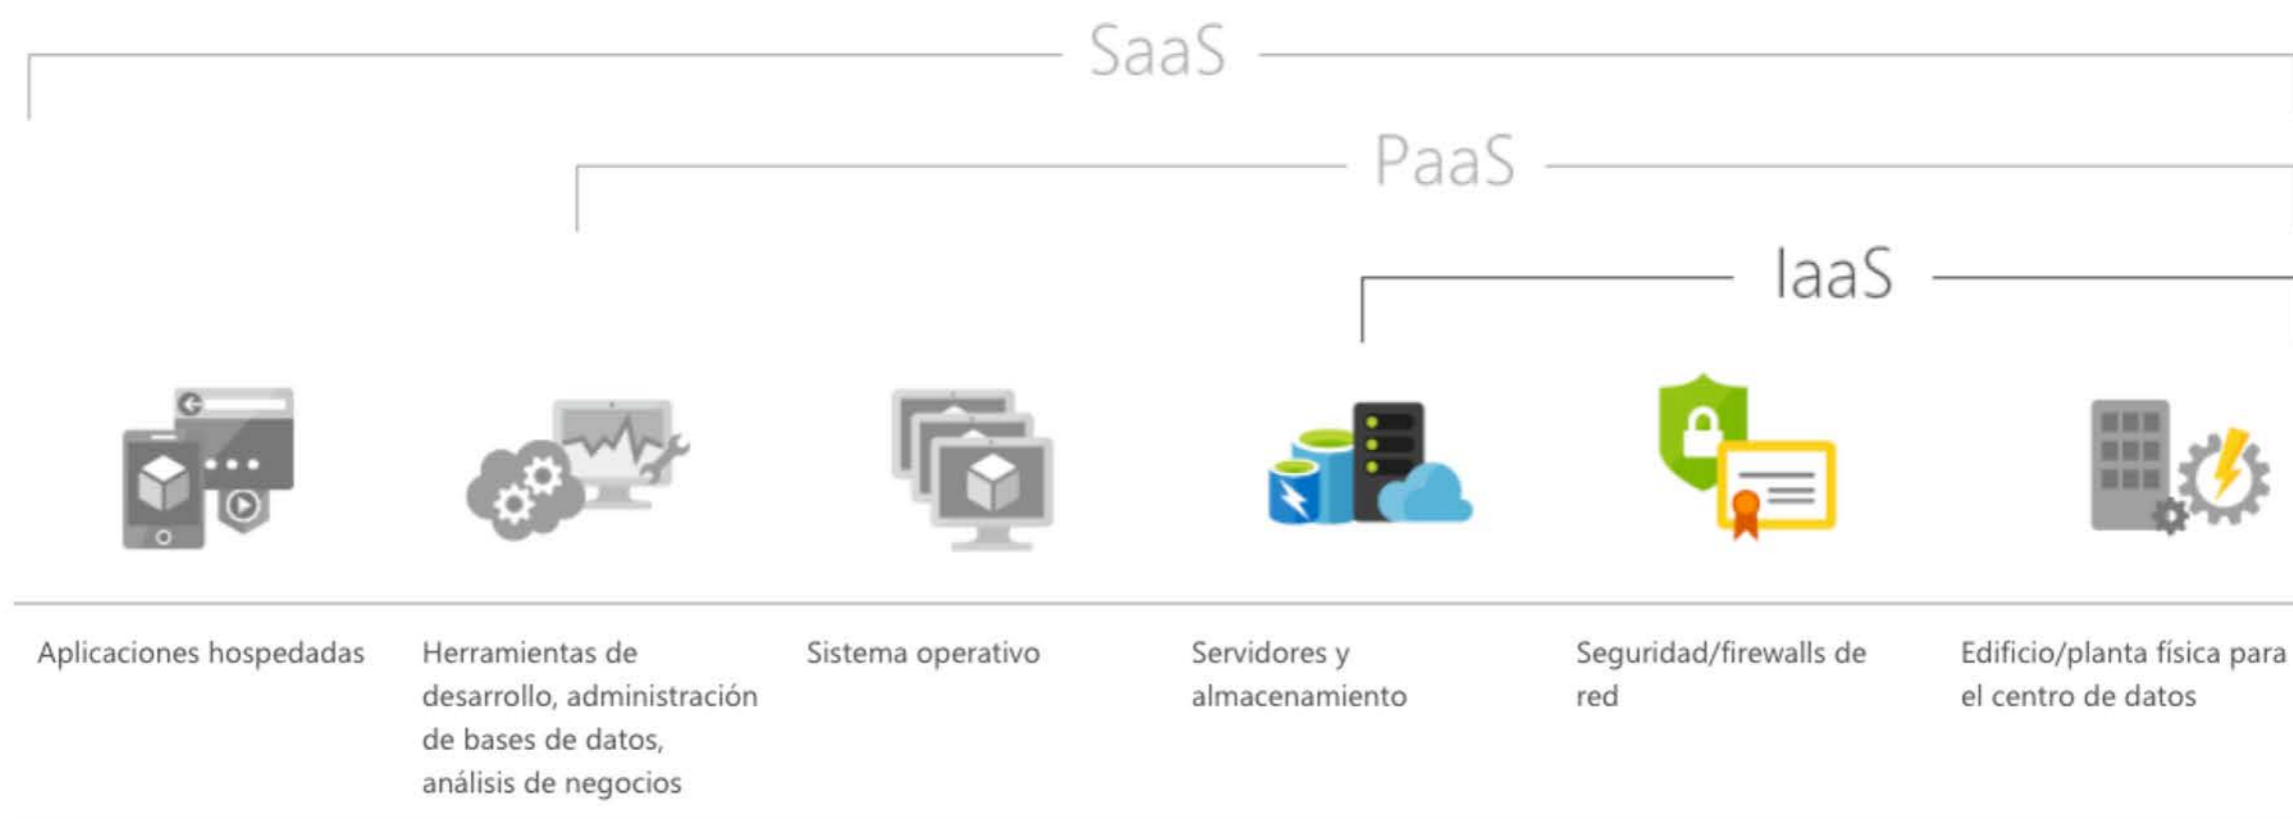 SaaS
PaaS
IaaS
Aplicaciones hospedadas
Herramientas de
desarrollo, administración
de bases de datos,
análisis de negocios
Sistema operativo
Servidores y
almacenamiento
Seguridad/firewalls de
red
Edificio/planta física para
el centro de datos